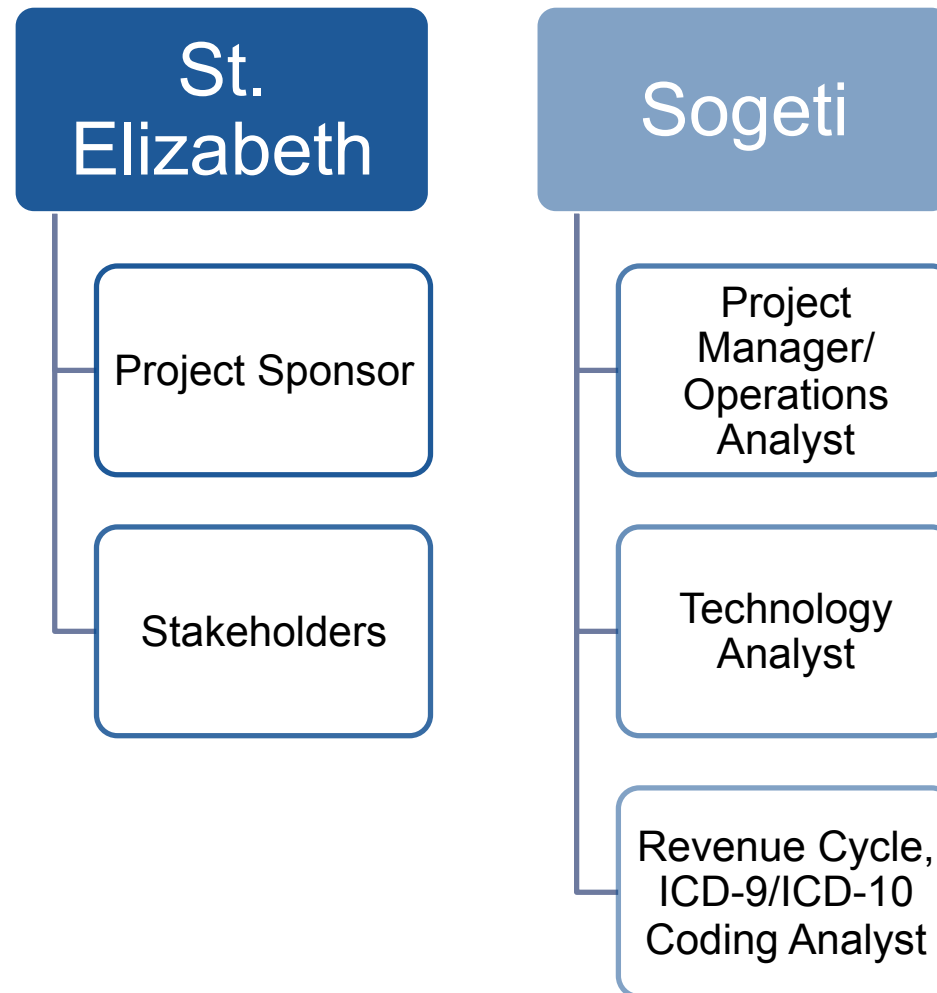 St.
Elizabeth
Project Sponsor
Stakeholders
Sogeti
Project
Manager/
Operations
Analyst
Technology
Analyst
Revenue Cycle,
ICD-9/ICD-10
Coding Analyst